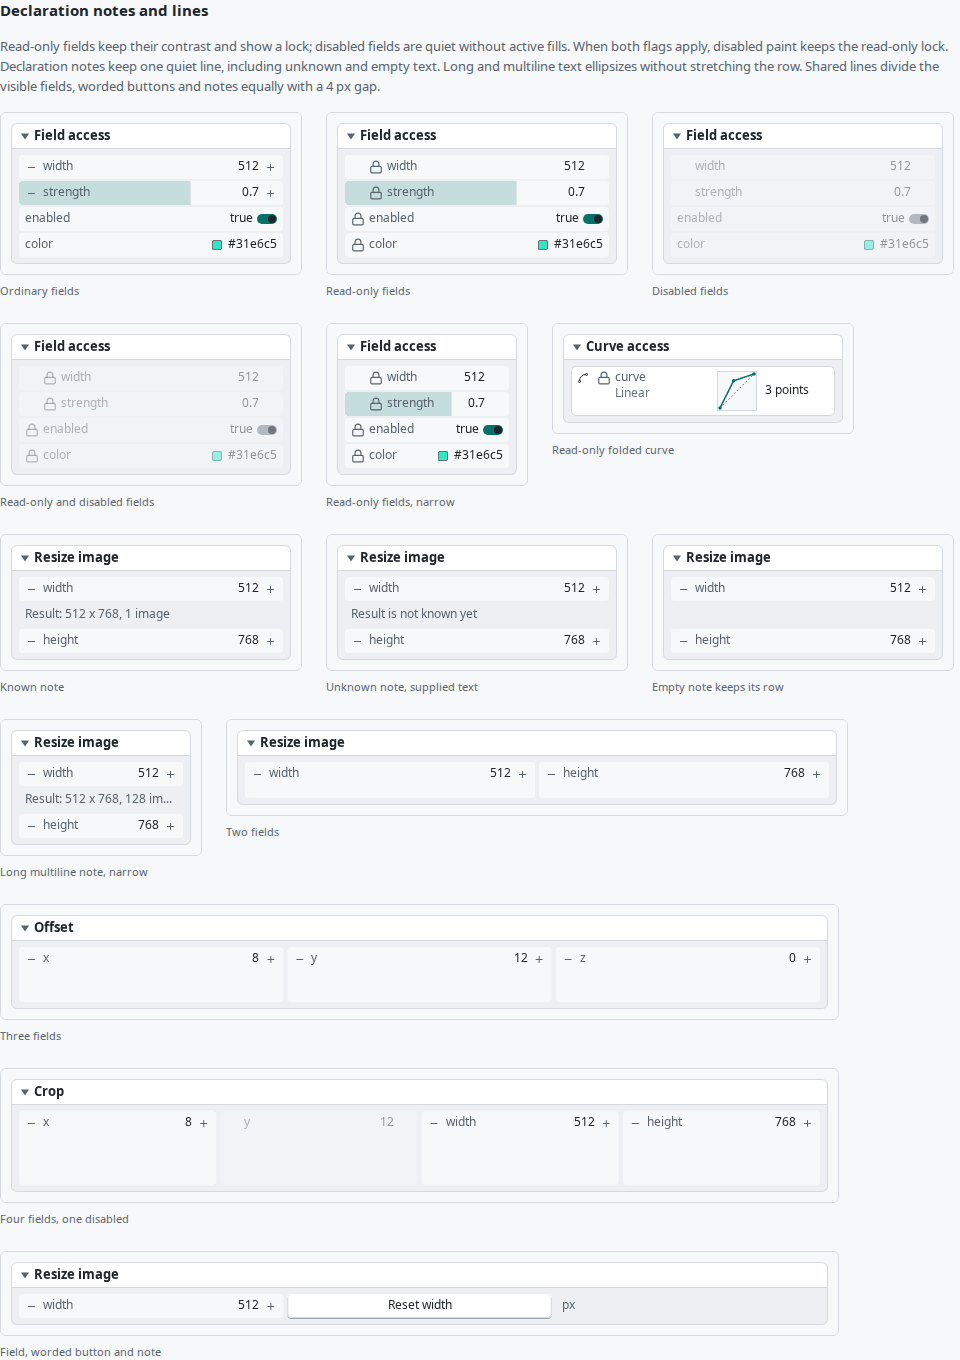 Declaration notes and lines
Read-only fields keep their contrast and show a lock; disabled fields are quiet without active fills. When both flags apply, disabled paint keeps the read-only lock.
Declaration notes keep one quiet line, including unknown and empty text. Long and multiline text ellipsizes without stretching the row. Shared lines divide the
visible fields, worded buttons and notes equally with a 4 px gap.
Field access
– width 512 +
– strength 0.7 +
enabled true
color #31e6c5
Ordinary fields
Field access
width 512
strength 0.7
enabled true
color #31e6c5
Read-only fields
Field access
width 512
strength 0.7
enabled true
color #31e6c5
Disabled fields
Field access
width 512
strength 0.7
enabled true
color #31e6c5
Read-only and disabled fields
Field access
width 512
strength 0.7
enabled true
color #31e6c5
Read-only fields, narrow
Curve access
curve
Linear
3 points
Read-only folded curve
Resize image
– width 512 +
Result: 512 x 768, 1 image
– height 768 +
Known note
Resize image
– width 512 +
Result is not known yet
– height 768 +
Unknown note, supplied text
Resize image
– width 512 +
– height 768 +
Empty note keeps its row
Resize image
– width 512 +
Result: 512 x 768, 128 im...
– height 768 +
Long multiline note, narrow
Resize image
– width 512 + – height 768 +
Two fields
Offset
– x 8 + – y 12 + – z 0 +
Three fields
Crop
– x 8 + y 12 – width 512 + – height 768 +
Four fields, one disabled
Resize image
– width 512 + Reset width px
Field, worded button and note